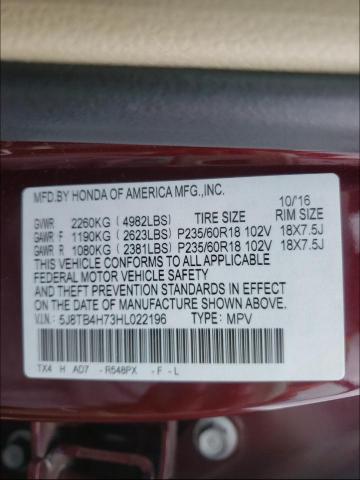 MFD.BY HONDA OF AMERICA MFG.,INC.
10/'16
GVWR 2260KG (4982LBS) TIRE SIZE RIM SIZE
GAWR F 1190KG (2623LBS) P235/60R18 102V 18X7.5J
GAWR R 1080KG (2381LBS) P235/60R18 102V 18X7.5J
THIS VEHICLE CONFORMS TO ALL APPLICABLE
FEDERAL MOTOR VEHICLE SAFETY
AND THEFT PREVENTION STANDARDS IN EFFECT
ON THE DATE OF MANUFACTURE SHOWN ABOVE.
V.I.N.: 5J8TB4H73HL022196 TYPE: MPV
TX4 H AD7 - R548PX - F - L